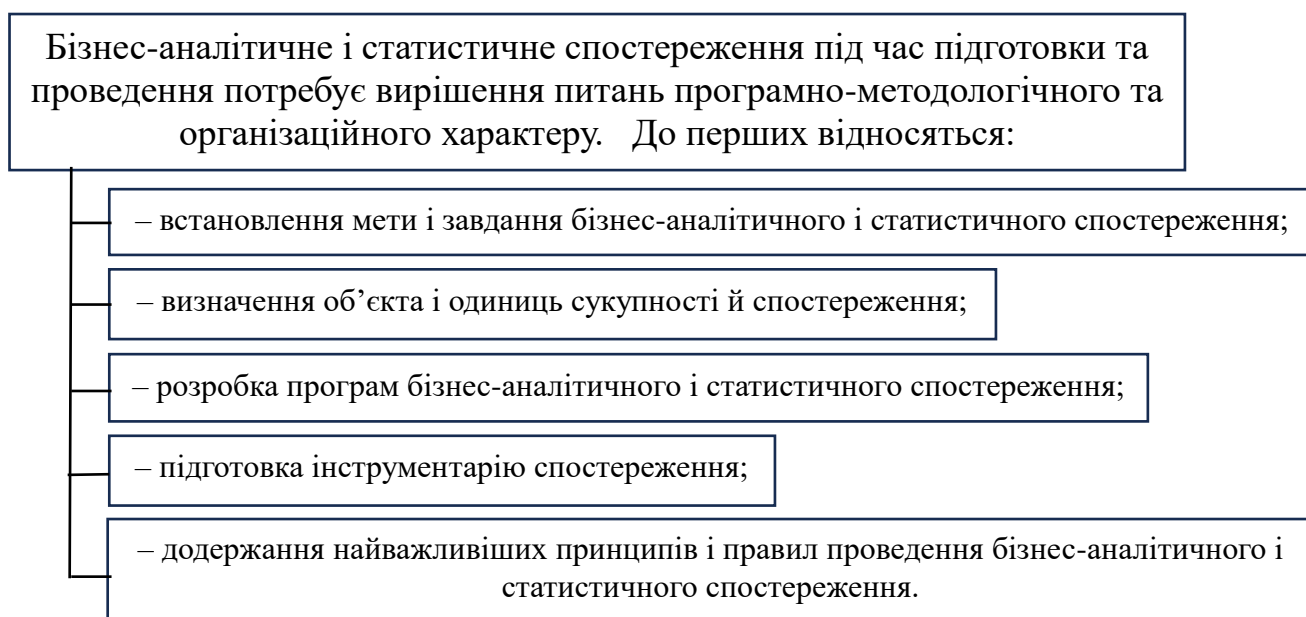 Бізнес-аналітичне і статистичне спостереження під час підготовки та
проведення потребує вирішення питань програмно-методологічного та
організаційного характеру.   До перших відносяться:
– встановлення мети і завдання бізнес-аналітичного і статистичного спостереження;
– визначення об’єкта і одиниць сукупності й спостереження;
– розробка програм бізнес-аналітичного і статистичного спостереження;
– підготовка інструментарію спостереження;
– додержання найважливіших принципів і правил проведення бізнес-аналітичного і
статистичного спостереження.